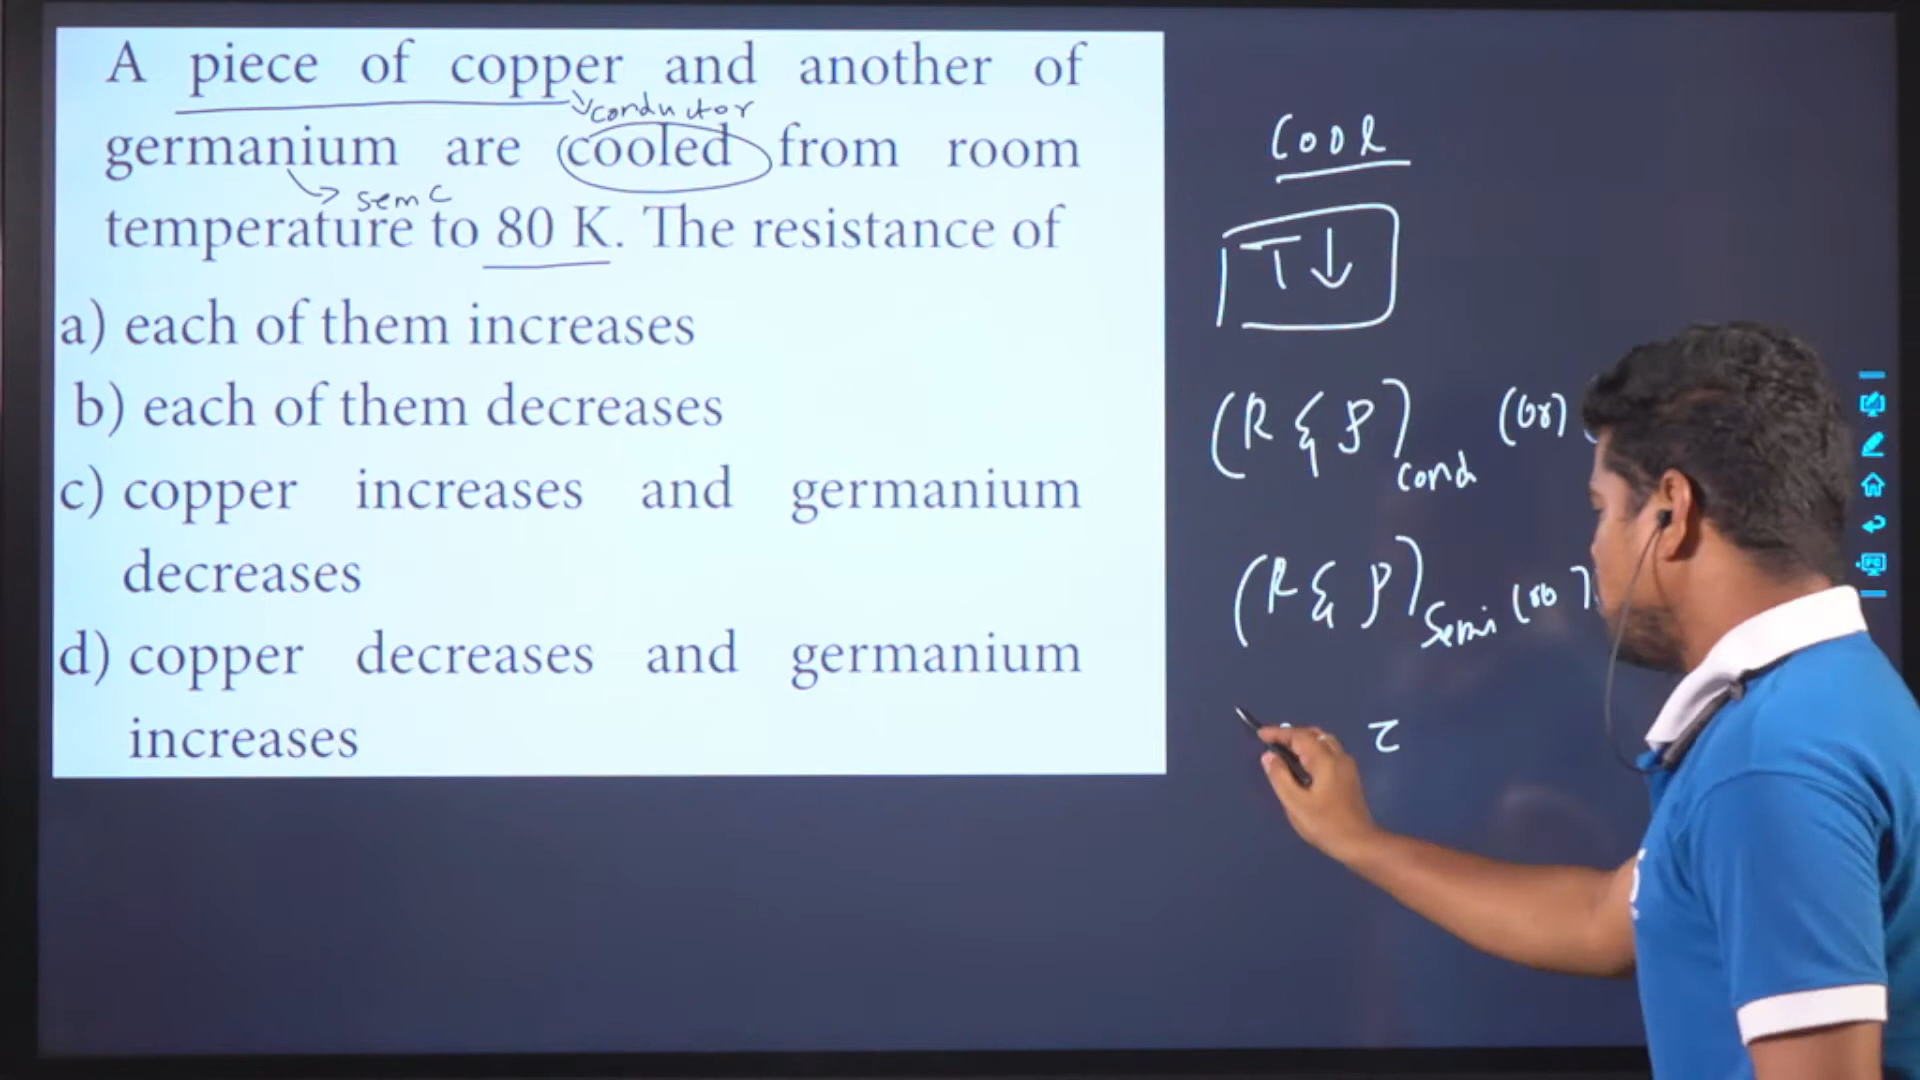 A piece of copper and another of
conductor
germanium are cooled from room
semc
temperature to 80 K. The resistance of
a) each of them increases
b) each of them decreases
c) copper increases and germanium
decreases
d) copper decreases and germanium
increases
Cool
T↓
(R & ρ)cond (or)
(R & ρ)semi
τ